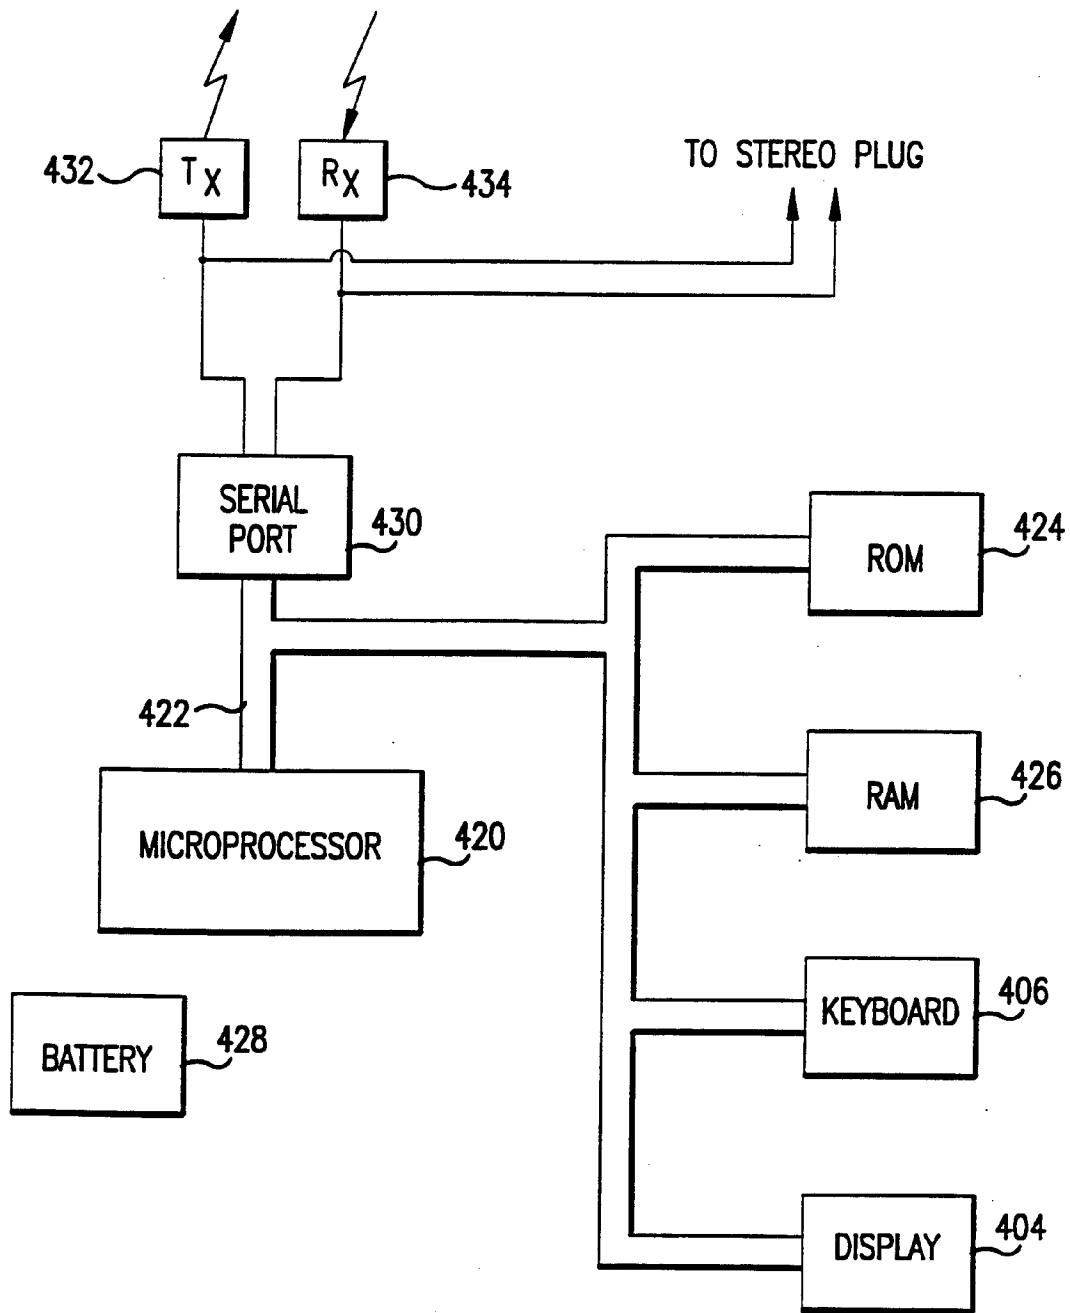 TO STEREO PLUG
432
TX
RX
434
SERIAL
PORT
430
ROM
424
422
RAM
426
MICROPROCESSOR
420
KEYBOARD
406
BATTERY
428
DISPLAY
404